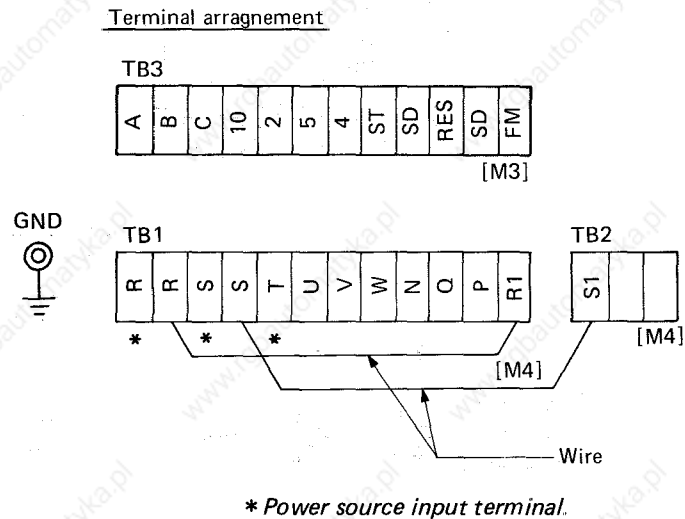 Terminal arragnement
TB3
A B C 10 2 5 4 ST SD RES SD FM
[M3]
GND
TB1
TB2
R R S S T U V W N Q P R1
S1
* * *
[M4]
[M4]
Wire
* Power source input terminal.